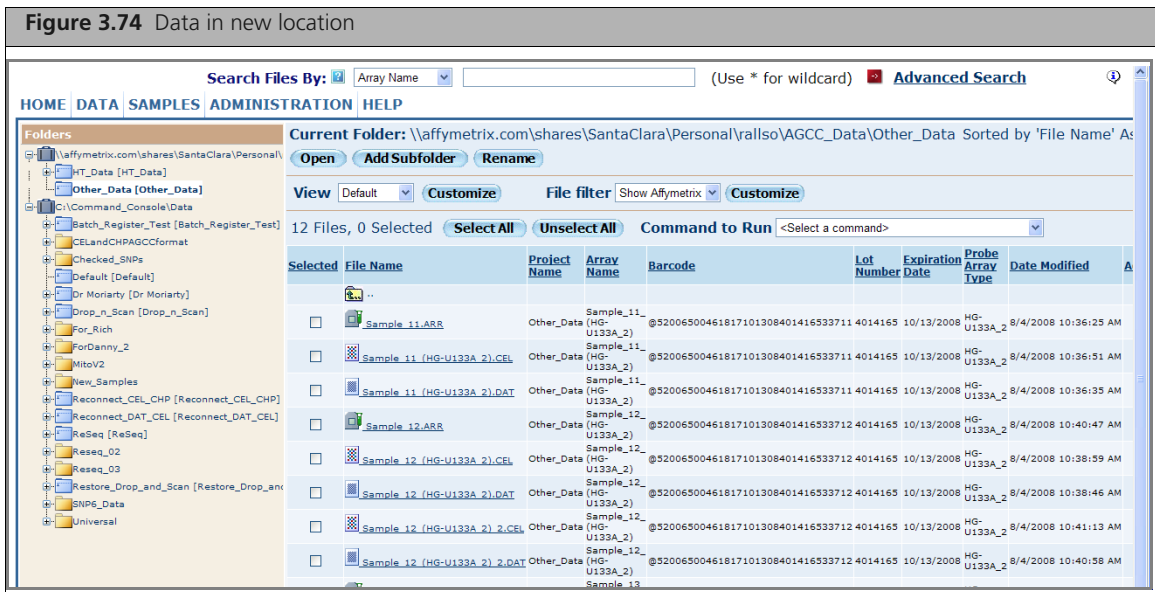 Figure 3.74 Data in new location
Search Files By: Array Name (Use * for wildcard) Advanced Search
HOME DATA SAMPLES ADMINISTRATION HELP
Folders
\\affymetrix.com\shares\SantaClara\Personal\
HT_Data [HT_Data]
Other_Data [Other_Data]
C:\Command_Console\Data
Batch_Register_Test [Batch_Register_Test]
CELandCHPAGCCformat
Checked_SNPs
Default [Default]
Dr Moriarty [Dr Moriarty]
Drop_n_Scan [Drop_n_Scan]
For_Rich
ForDanny_2
MitoV2
New_Samples
Reconnect_CEL_CHP [Reconnect_CEL_CHP]
Reconnect_DAT_CEL [Reconnect_DAT_CEL]
ReSeq [ReSeq]
Reseq_02
Reseq_03
Restore_Drop_and_Scan [Restore_Drop_and
SNP6_Data
Universal
Current Folder: \\affymetrix.com\shares\SantaClara\Personal\rallso\AGCC_Data\Other_Data Sorted by 'File Name' As
Open Add Subfolder Rename
View Default Customize File filter Show Affymetrix Customize
12 Files, 0 Selected Select All Unselect All Command to Run <Select a command>
Selected File Name Project Name Array Name Barcode Lot Number Expiration Date Probe Array Type Date Modified A
..
Sample_11.ARR Other_Data Sample_11_(HG-U133A_2) @52006500461817101308401416533711 4014165 10/13/2008 HG-U133A_2 8/4/2008 10:36:25 AM
Sample_11_(HG-U133A_2).CEL Other_Data Sample_11_(HG-U133A_2) @52006500461817101308401416533711 4014165 10/13/2008 HG-U133A_2 8/4/2008 10:36:51 AM
Sample_11_(HG-U133A_2).DAT Other_Data Sample_11_(HG-U133A_2) @52006500461817101308401416533711 4014165 10/13/2008 HG-U133A_2 8/4/2008 10:36:35 AM
Sample_12.ARR Other_Data Sample_12_(HG-U133A_2) @52006500461817101308401416533712 4014165 10/13/2008 HG-U133A_2 8/4/2008 10:40:47 AM
Sample_12_(HG-U133A_2).CEL Other_Data Sample_12_(HG-U133A_2) @52006500461817101308401416533712 4014165 10/13/2008 HG-U133A_2 8/4/2008 10:38:59 AM
Sample_12_(HG-U133A_2).DAT Other_Data Sample_12_(HG-U133A_2) @52006500461817101308401416533712 4014165 10/13/2008 HG-U133A_2 8/4/2008 10:38:46 AM
Sample_12_(HG-U133A_2)_2.CEL Other_Data Sample_12_(HG-U133A_2) @52006500461817101308401416533712 4014165 10/13/2008 HG-U133A_2 8/4/2008 10:41:13 AM
Sample_12_(HG-U133A_2)_2.DAT Other_Data Sample_12_(HG-U133A_2) @52006500461817101308401416533712 4014165 10/13/2008 HG-U133A_2 8/4/2008 10:40:58 AM
Sample_13